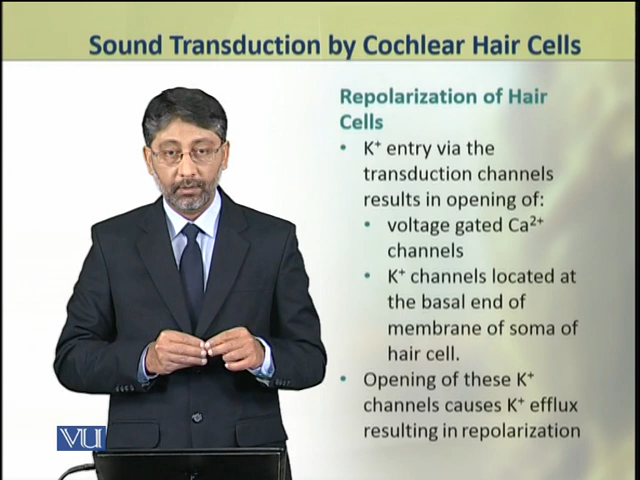 Sound Transduction by Cochlear Hair Cells
Repolarization of Hair
Cells
• K⁺ entry via the
transduction channels
results in opening of:
• voltage gated Ca²⁺
channels
• K⁺ channels located at
the basal end of
membrane of soma of
hair cell.
• Opening of these K⁺
channels causes K⁺ efflux
resulting in repolarization
VU